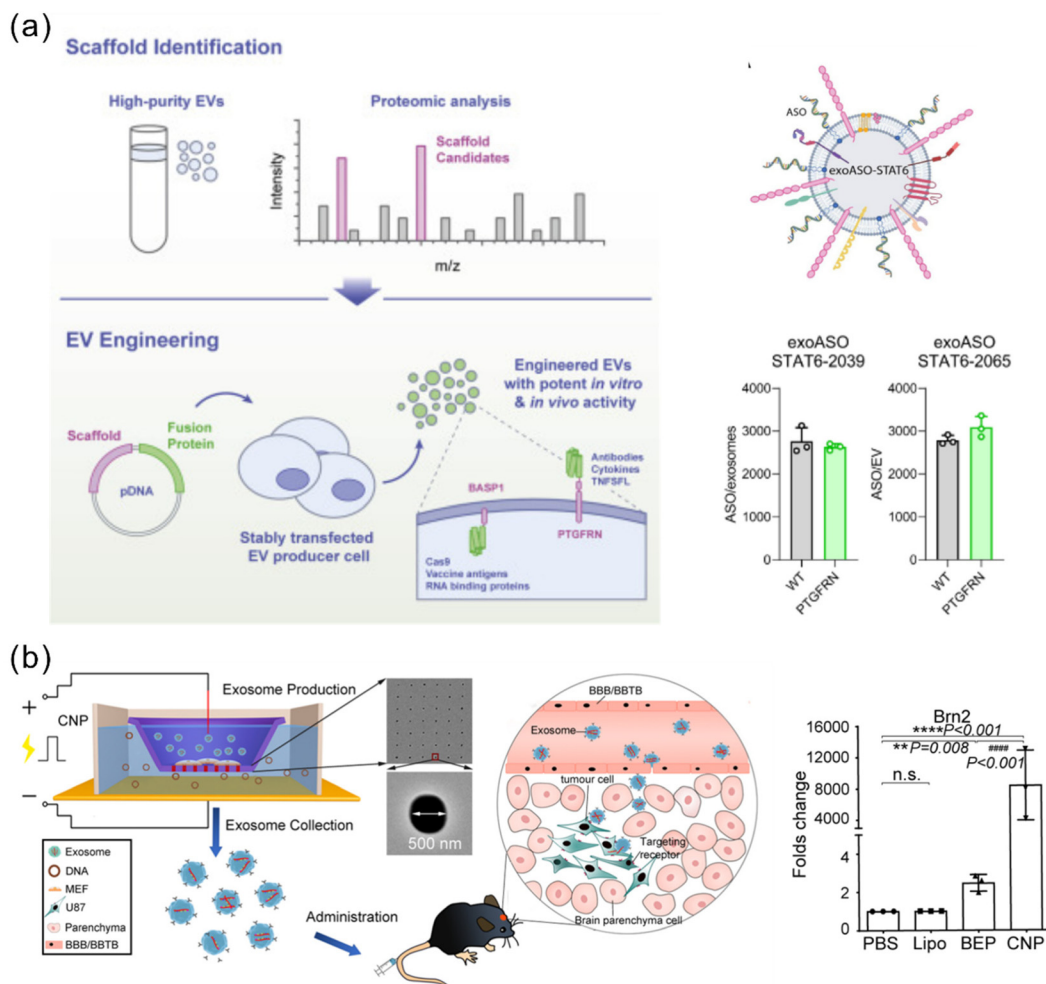 (a)
Scaffold Identification
High-purity EVs
Proteomic analysis
Scaffold
Candidates
Intensity
m/z
EV Engineering
Scaffold
Fusion
Protein
pDNA
Stably transfected
EV producer cell
Engineered EVs
with potent in vitro
& in vivo activity
BASP1
Antibodies
Cytokines
TNFSFL
PTGFRN
Cas9
Vaccine antigens
RNA binding proteins
ASO
exoASO-STAT6
exoASO
STAT6-2039
ASO/exosomes
4000
3000
2000
1000
0
WT
PTGFRN
exoASO
STAT6-2065
ASO/EV
4000
3000
2000
1000
0
WT
PTGFRN
(b)
+
CNP
−
Exosome Production
500 nm
Exosome Collection
Exosome
DNA
MEF
U87
Parenchyma
BBB/BBTB
Administration
BBB/BBTB
Exosome
tumour cell
Targeting
receptor
Brain parenchyma cell
Brn2
****P<0.001
**P=0.008
####
P<0.001
n.s.
Folds change
16000
12000
8000
4000
6
4
2
0
PBS
Lipo
BEP
CNP